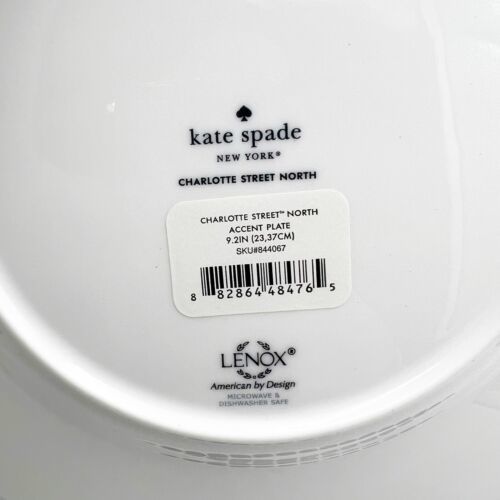 kate spade
NEW YORK®
CHARLOTTE STREET NORTH
CHARLOTTE STREET™ NORTH
ACCENT PLATE
9.2IN (23,37CM)
SKU#844067
8 82864 48476 5
LENOX®
American by Design
MICROWAVE &
DISHWASHER SAFE